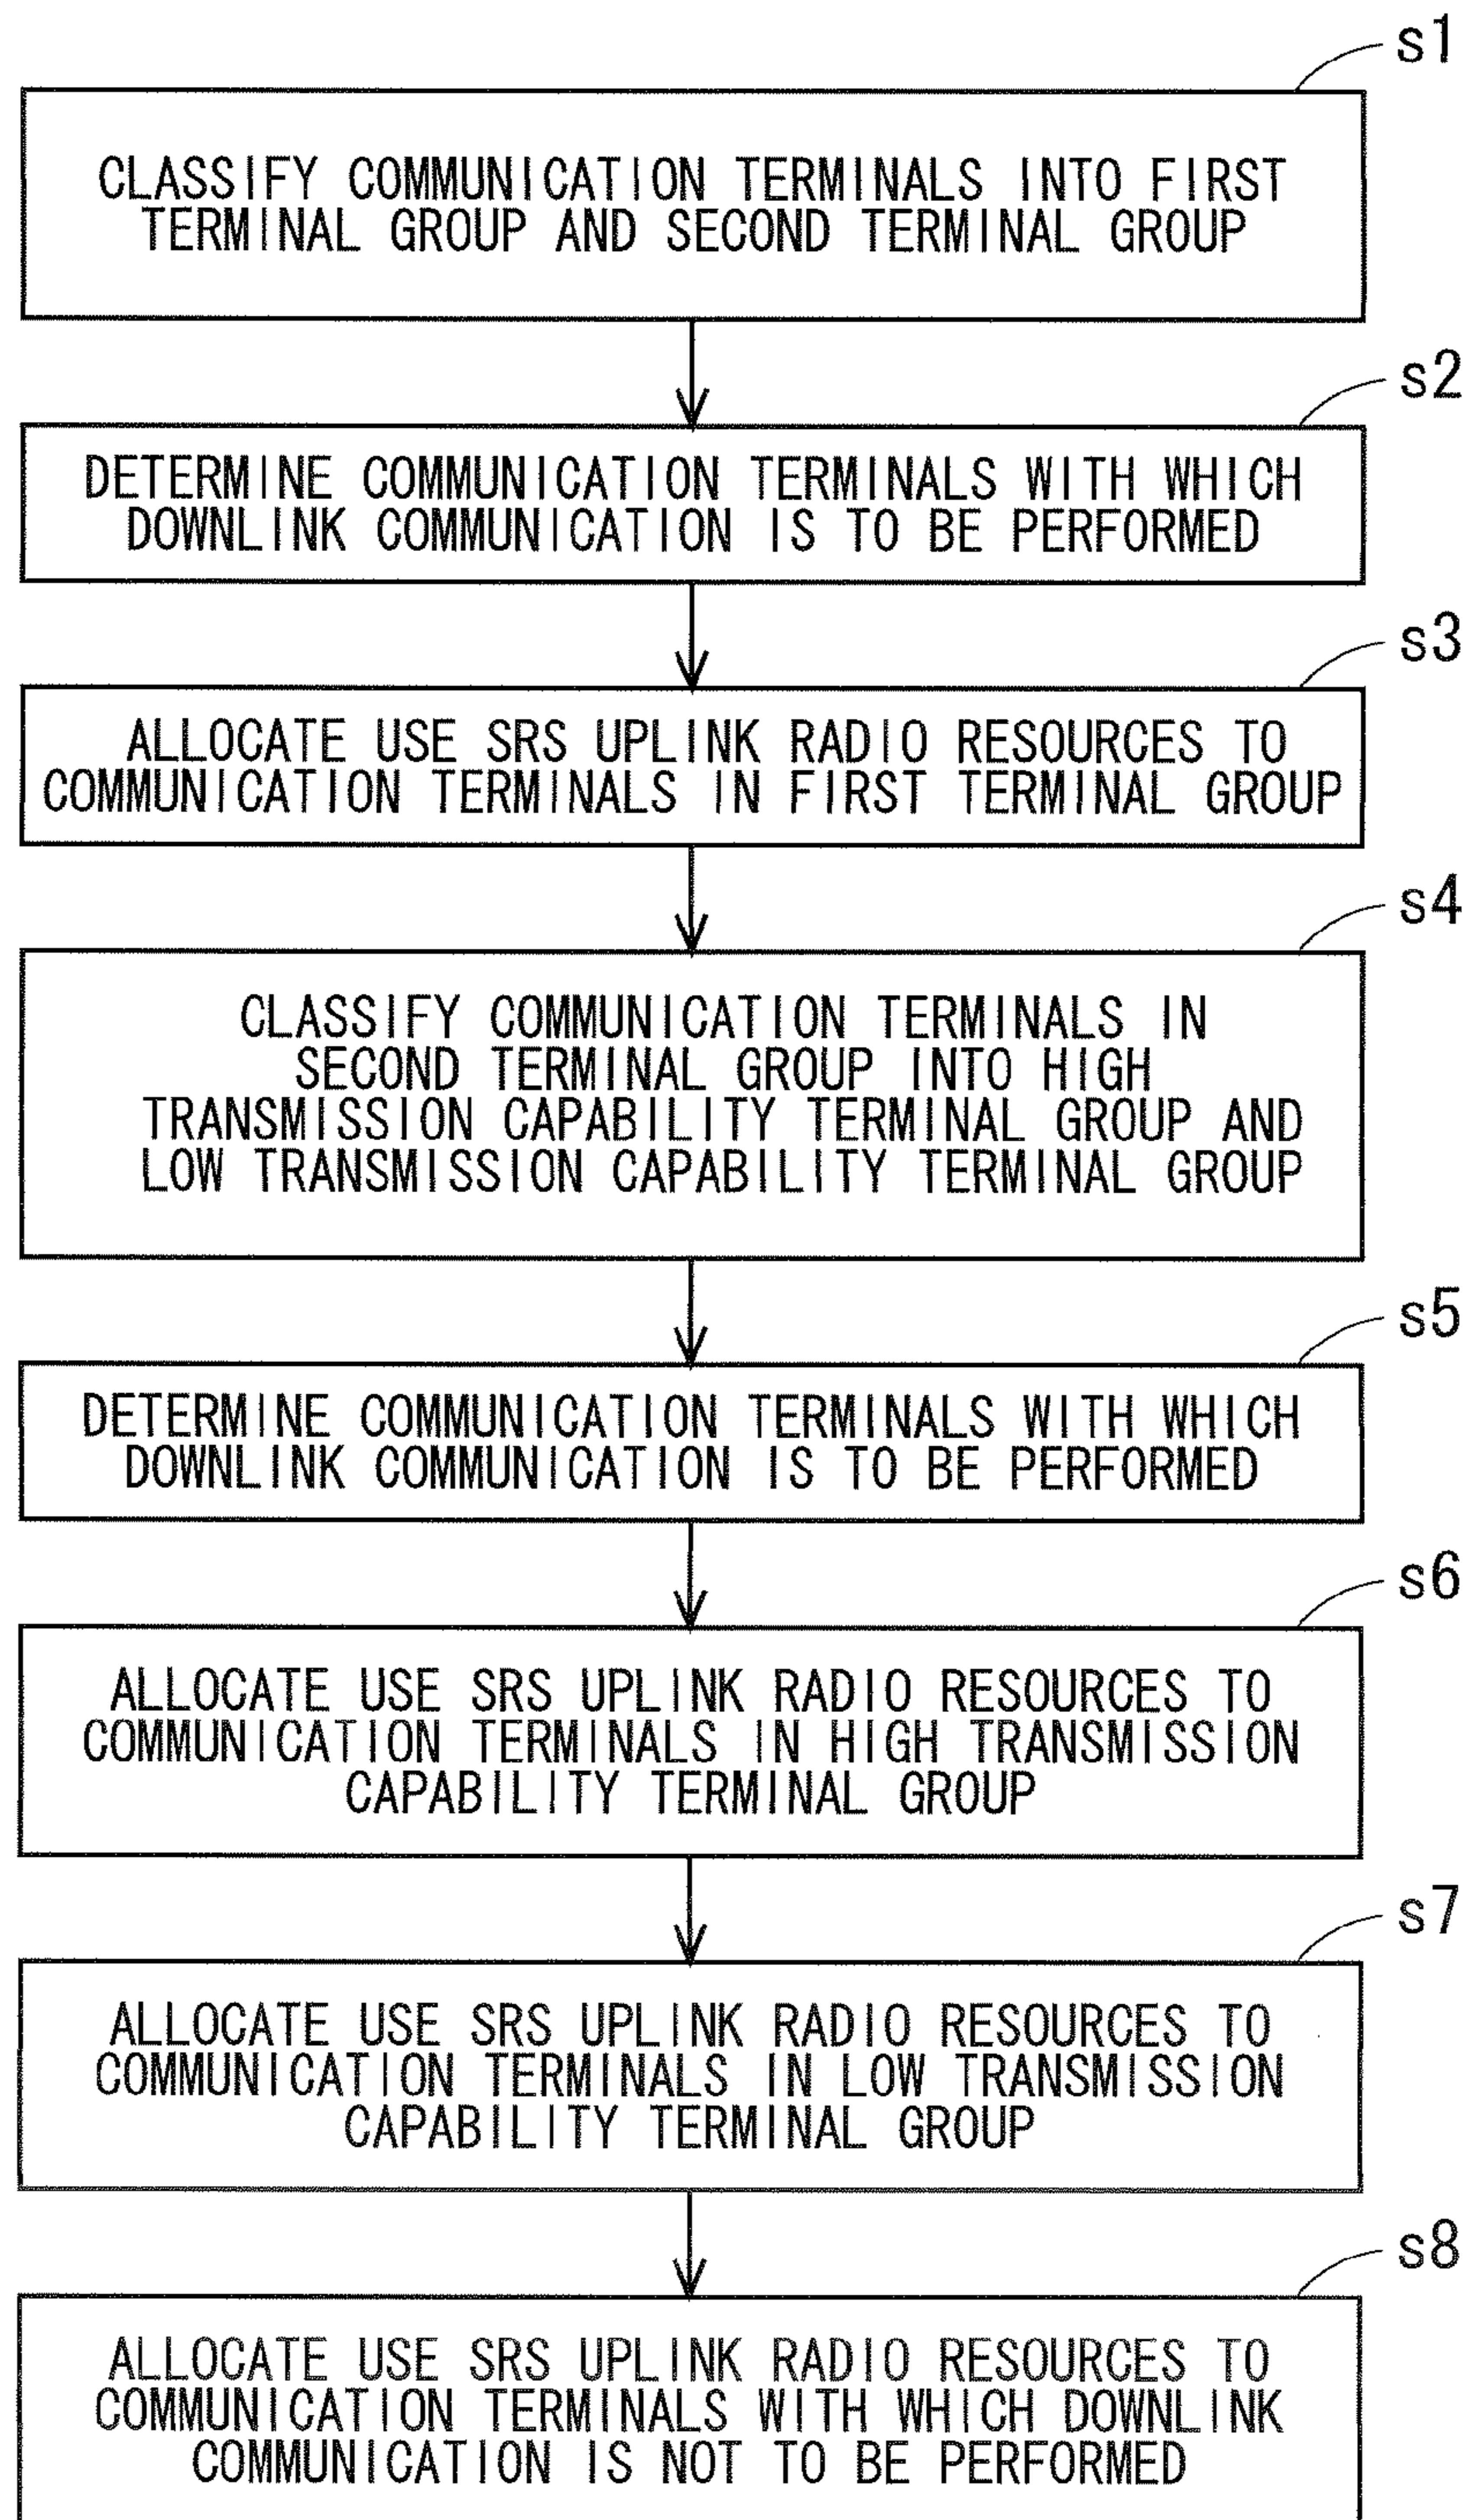 s1
CLASSIFY COMMUNICATION TERMINALS INTO FIRST
TERMINAL GROUP AND SECOND TERMINAL GROUP
s2
DETERMINE COMMUNICATION TERMINALS WITH WHICH
DOWNLINK COMMUNICATION IS TO BE PERFORMED
s3
ALLOCATE USE SRS UPLINK RADIO RESOURCES TO
COMMUNICATION TERMINALS IN FIRST TERMINAL GROUP
s4
CLASSIFY COMMUNICATION TERMINALS IN
SECOND TERMINAL GROUP INTO HIGH
TRANSMISSION CAPABILITY TERMINAL GROUP AND
LOW TRANSMISSION CAPABILITY TERMINAL GROUP
s5
DETERMINE COMMUNICATION TERMINALS WITH WHICH
DOWNLINK COMMUNICATION IS TO BE PERFORMED
s6
ALLOCATE USE SRS UPLINK RADIO RESOURCES TO
COMMUNICATION TERMINALS IN HIGH TRANSMISSION
CAPABILITY TERMINAL GROUP
s7
ALLOCATE USE SRS UPLINK RADIO RESOURCES TO
COMMUNICATION TERMINALS IN LOW TRANSMISSION
CAPABILITY TERMINAL GROUP
s8
ALLOCATE USE SRS UPLINK RADIO RESOURCES TO
COMMUNICATION TERMINALS WITH WHICH DOWNLINK
COMMUNICATION IS NOT TO BE PERFORMED